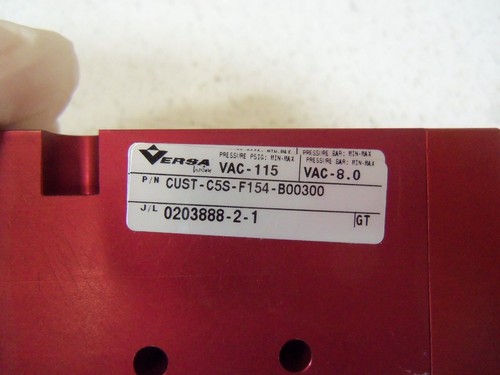 VERSA
PRESSURE PSIG: MIN-MAX PRESSURE BAR: MIN-MAX
VAC-115 VAC-8.0
P/N CUST-C5S-F154-B00300
J/L 0203888-2-1 GT